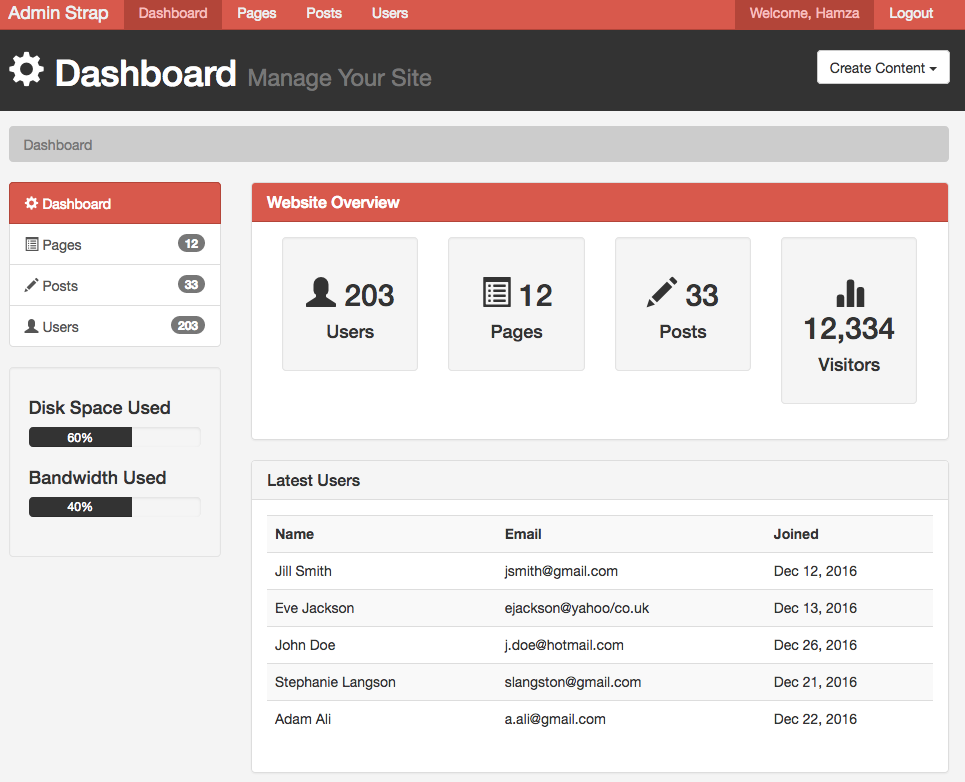 Admin Strap Dashboard Pages Posts Users Welcome, Hamza Logout
Dashboard Manage Your Site Create Content
Dashboard
Dashboard
Pages 12
Posts 33
Users 203
Disk Space Used
60%
Bandwidth Used
40%
Website Overview
203
Users
12
Pages
33
Posts
12,334
Visitors
Latest Users
Name Email Joined
Jill Smith jsmith@gmail.com Dec 12, 2016
Eve Jackson ejackson@yahoo/co.uk Dec 13, 2016
John Doe j.doe@hotmail.com Dec 26, 2016
Stephanie Langson slangston@gmail.com Dec 21, 2016
Adam Ali a.ali@gmail.com Dec 22, 2016